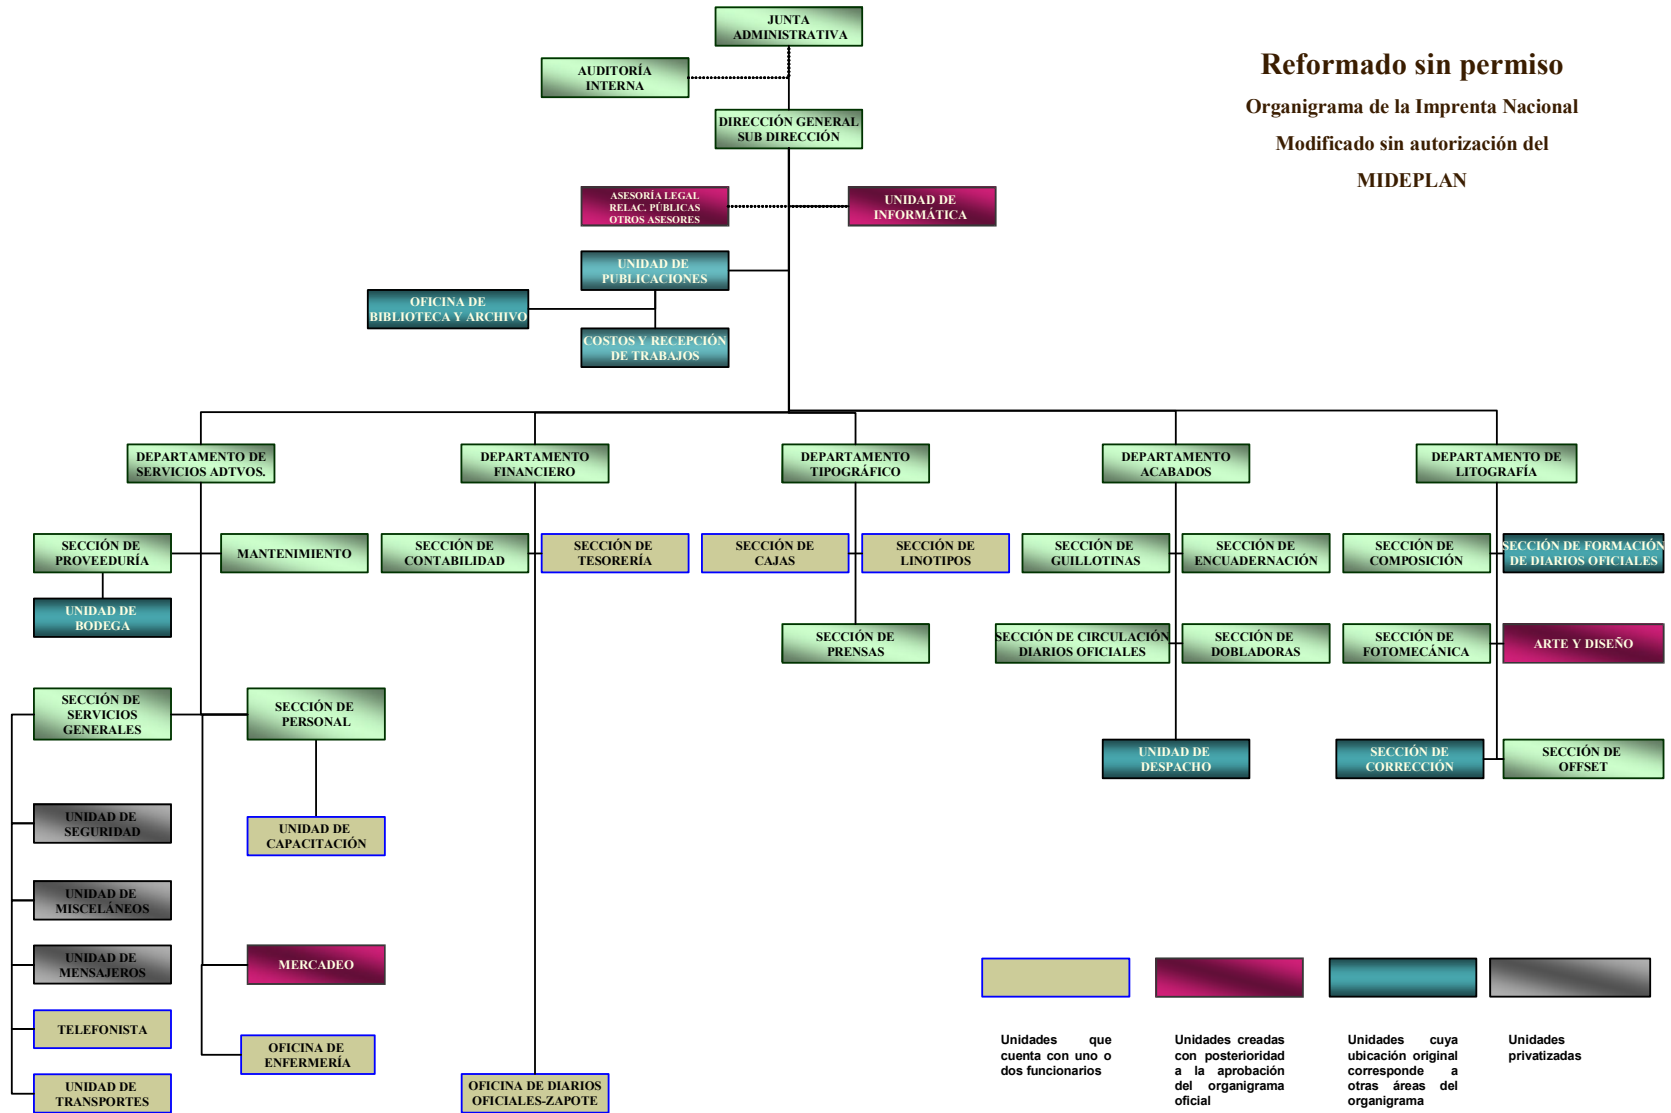 JUNTA
ADMINISTRATIVA
AUDITORÍA
INTERNA
DIRECCIÓN GENERAL
SUB DIRECCIÓN
Reformado sin permiso
Organigrama de la Imprenta Nacional
Modificado sin autorización del
MIDEPLAN
ASESORÍA LEGAL
RELAC. PÚBLICAS
OTROS ASESORES
UNIDAD DE
INFORMÁTICA
UNIDAD DE
PUBLICACIONES
OFICINA DE
BIBLIOTECA Y ARCHIVO
COSTOS Y RECEPCIÓN
DE TRABAJOS
DEPARTAMENTO DE
SERVICIOS ADTVOS.
DEPARTAMENTO
FINANCIERO
DEPARTAMENTO
TIPOGRÁFICO
DEPARTAMENTO
ACABADOS
DEPARTAMENTO DE
LITOGRAFÍA
SECCIÓN DE
PROVEEDURÍA
MANTENIMIENTO
SECCIÓN DE
CONTABILIDAD
SECCIÓN DE
TESORERÍA
SECCIÓN DE
CAJAS
SECCIÓN DE
LINOTIPOS
SECCIÓN DE
GUILLOTINAS
SECCIÓN DE
ENCUADERNACIÓN
SECCIÓN DE
COMPOSICIÓN
SECCIÓN DE FORMACIÓN
DE DIARIOS OFICIALES
UNIDAD DE
BODEGA
SECCIÓN DE
PRENSAS
SECCIÓN DE CIRCULACIÓN
DIARIOS OFICIALES
SECCIÓN DE
DOBLADORAS
SECCIÓN DE
FOTOMECÁNICA
ARTE Y DISEÑO
SECCIÓN DE
SERVICIOS
GENERALES
SECCIÓN DE
PERSONAL
UNIDAD DE
DESPACHO
SECCIÓN DE
CORRECCIÓN
SECCIÓN DE
OFFSET
UNIDAD DE
SEGURIDAD
UNIDAD DE
CAPACITACIÓN
UNIDAD DE
MISCELÁNEOS
UNIDAD DE
MENSAJEROS
MERCADEO
TELEFONISTA
OFICINA DE
ENFERMERÍA
UNIDAD DE
TRANSPORTES
OFICINA DE DIARIOS
OFICIALES-ZAPOTE
Unidades que
cuenta con uno o
dos funcionarios
Unidades creadas
con posterioridad
a la aprobación
del organigrama
oficial
Unidades cuya
ubicación original
corresponde a
otras áreas del
organigrama
Unidades
privatizadas